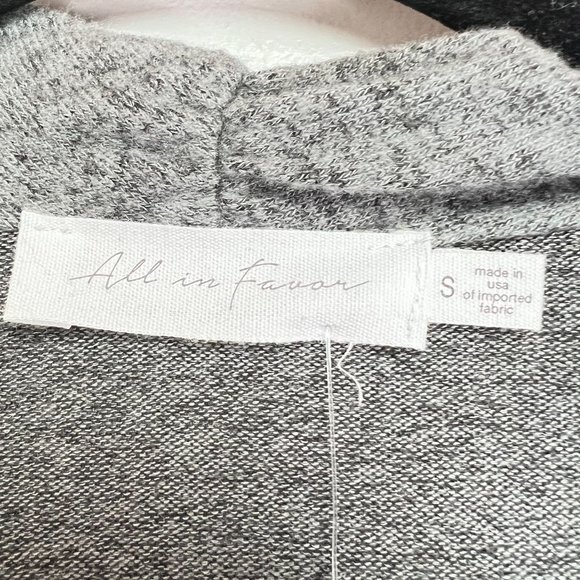 All in Favor
S
made in
usa
of imported
fabric